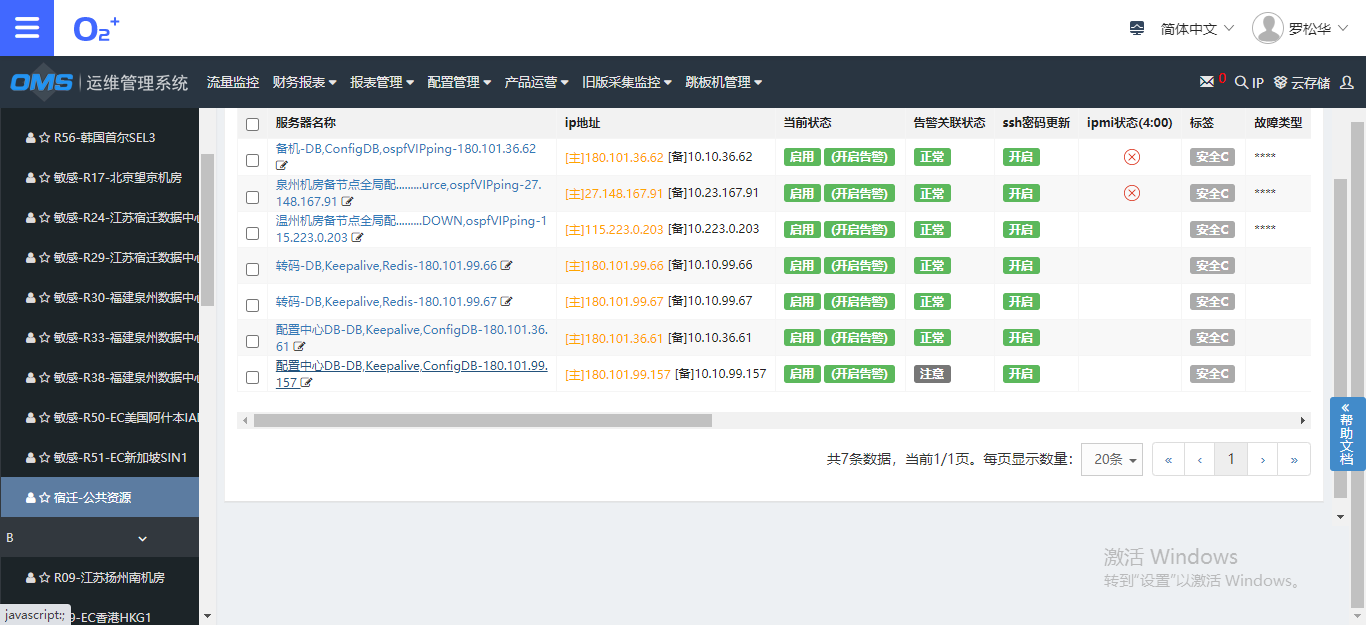 O2+
简体中文
罗松华
OMS 运维管理系统 流量监控 财务报表 报表管理 配置管理 产品运营 旧版采集监控 跳板机管理 0 IP 云存储
R56-韩国首尔SEL3
敏感-R17-北京望京机房
敏感-R24-江苏宿迁数据中心
敏感-R29-江苏宿迁数据中心
敏感-R30-福建泉州数据中心
敏感-R33-福建泉州数据中心
敏感-R38-福建泉州数据中心
敏感-R50-EC美国阿什本IA
敏感-R51-EC新加坡SIN1
宿迁-公共资源
B
R09-江苏扬州南机房
9-EC香港HKG1
javascript:;
服务器名称 ip地址 当前状态 告警关联状态 ssh密码更新 ipmi状态(4:00) 标签 故障类型
备机-DB,ConfigDB,ospfVIPping-180.101.36.62 [主]180.101.36.62 [备]10.10.36.62 启用 (开启告警) 正常 开启 安全C ****
泉州机房备节点全局配.........urce,ospfVIPping-27.
148.167.91 [主]27.148.167.91 [备]10.23.167.91 启用 (开启告警) 正常 开启 安全C ****
温州机房备节点全局配.........DOWN,ospfVIPping-1
15.223.0.203 [主]115.223.0.203 [备]10.223.0.203 启用 (开启告警) 正常 开启 安全C ****
转码-DB,Keepalive,Redis-180.101.99.66 [主]180.101.99.66 [备]10.10.99.66 启用 (开启告警) 正常 开启 安全C
转码-DB,Keepalive,Redis-180.101.99.67 [主]180.101.99.67 [备]10.10.99.67 启用 (开启告警) 正常 开启 安全C
配置中心DB-DB,Keepalive,ConfigDB-180.101.36.
61 [主]180.101.36.61 [备]10.10.36.61 启用 (开启告警) 正常 开启 安全C
配置中心DB-DB,Keepalive,ConfigDB-180.101.99.
157 [主]180.101.99.157 [备]10.10.99.157 启用 (开启告警) 注意 开启 安全C
共7条数据，当前1/1页。每页显示数量： 20条 « ‹ 1 › »
«
帮
助
文
档
激活 Windows
转到"设置"以激活 Windows。